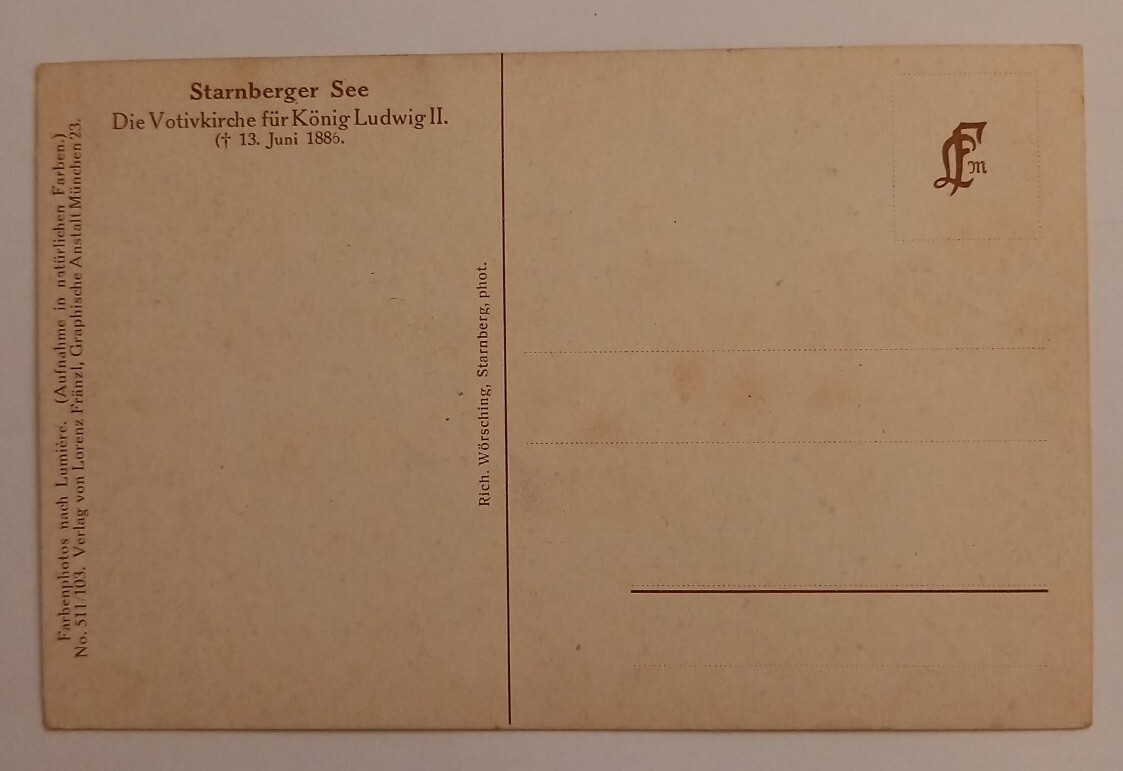 Starnberger See
Die Votivkirche für König Ludwig II.
(† 13. Juni 1886.
Farbenphotos nach Lumière. (Aufnahme in natürlichen Farben.)
No. 511/103. Verlag von Lorenz Fränzl, Graphische Anstalt München 23.
Rich. Wörsching, Starnberg, phot.
LFm